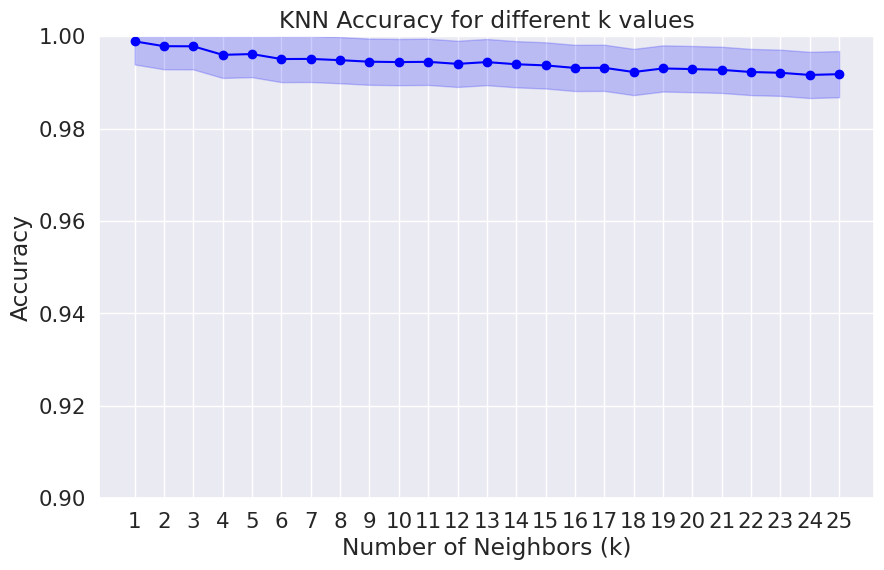 KNN Accuracy for different k values
1.00
0.98
0.96
0.94
0.92
0.90
Accuracy
1 2 3 4 5 6 7 8 9 10 11 12 13 14 15 16 17 18 19 20 21 22 23 24 25
Number of Neighbors (k)